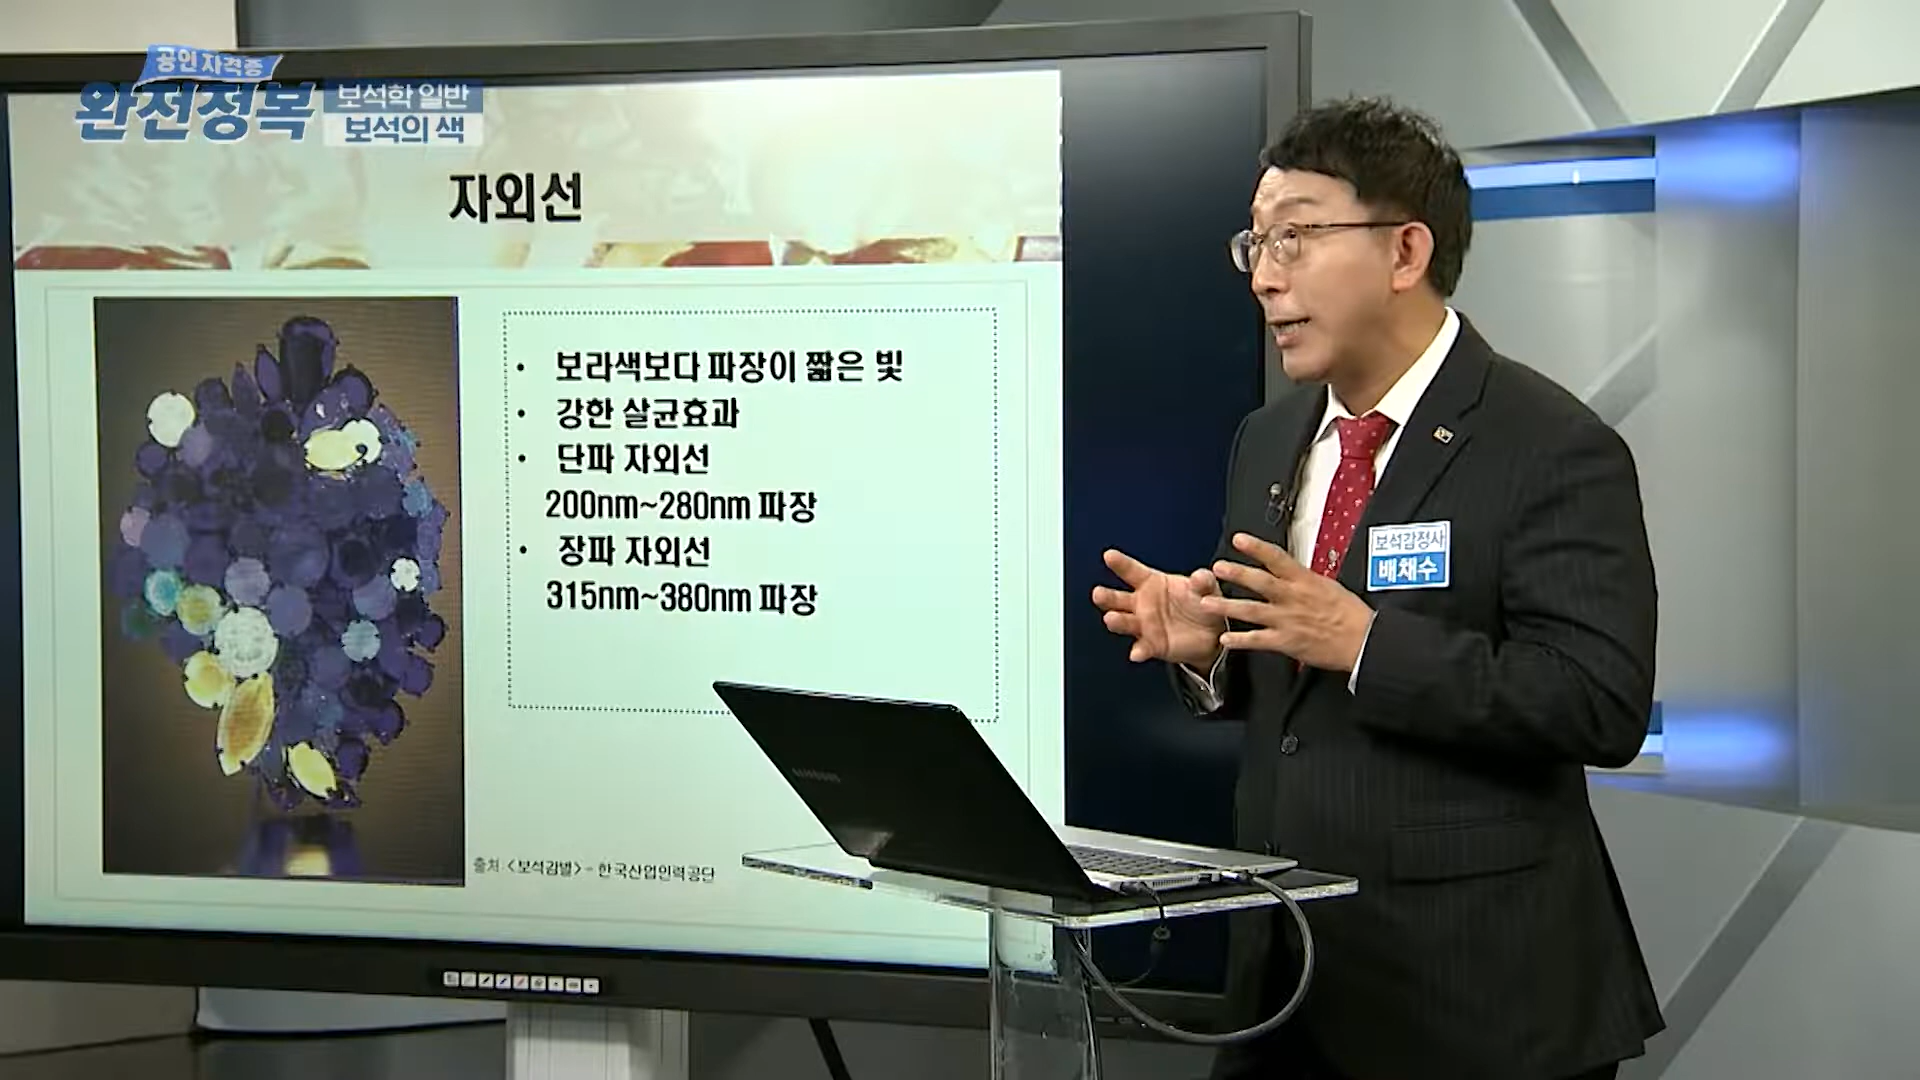 공인 자격증
완전정복
보석학 일반
보석의 색
자외선
• 보라색보다 파장이 짧은 빛
• 강한 살균효과
• 단파 자외선
200nm~280nm 파장
• 장파 자외선
315nm~380nm 파장
출처: <보석감별> - 한국산업인력공단
보석감정사
배채수
SAMSUNG